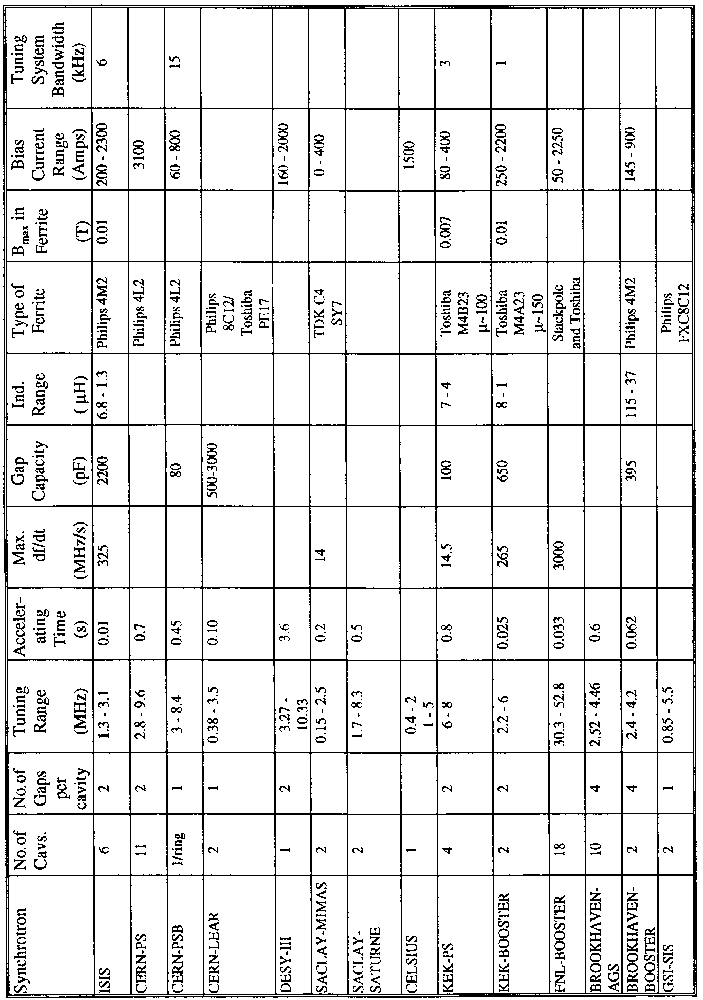 Synchrotron No. of Cavs. No. of Gaps per cavity Tuning Range (MHz) Acceler-ating Time (s) Max. df/dt (MHz/s) Gap Capacity (pF) Ind. Range (μH) Type of Ferrite Bmax in Ferrite (T) Bias Current Range (Amps) Tuning System Bandwidth (kHz)
ISIS 6 2 1.3 - 3.1 0.01 325 2200 6.8 - 1.3 Philips 4M2 0.01 200 - 2300 6
CERN-PS 11 2 2.8 - 9.6 0.7 Philips 4L2 3100
CERN-PSB 1/ring 1 3 - 8.4 0.45 80 Philips 4L2 60 - 800 15
CERN-LEAR 2 1 0.38 - 3.5 0.10 500-3000 Philips 8C12/ Toshiba PE17
DESY-III 1 2 3.27 - 10.33 3.6 160 - 2000
SACLAY-MIMAS 2 0.15 - 2.5 0.2 14 TDK C4 SY7 0 - 400
SACLAY-SATURNE 2 1.7 - 8.3 0.5
CELSIUS 1 0.4 - 2 1 - 5 1500
KEK-PS 4 2 6 - 8 0.8 14.5 100 7 - 4 Toshiba M4B23 μ~100 0.007 80 - 400 3
KEK-BOOSTER 2 2 2.2 - 6 0.025 265 650 8 - 1 Toshiba M4A23 μ~150 0.01 250 - 2200 1
FNL-BOOSTER 18 30.3 - 52.8 0.033 3000 Stackpole and Toshiba 50 - 2250
BROOKHAVEN-AGS 10 4 2.52 - 4.46 0.6
BROOKHAVEN-BOOSTER 2 4 2.4 - 4.2 0.062 395 115 - 37 Philips 4M2 145 - 900
GSI-SIS 2 1 0.85 - 5.5 Philips FXC8C12